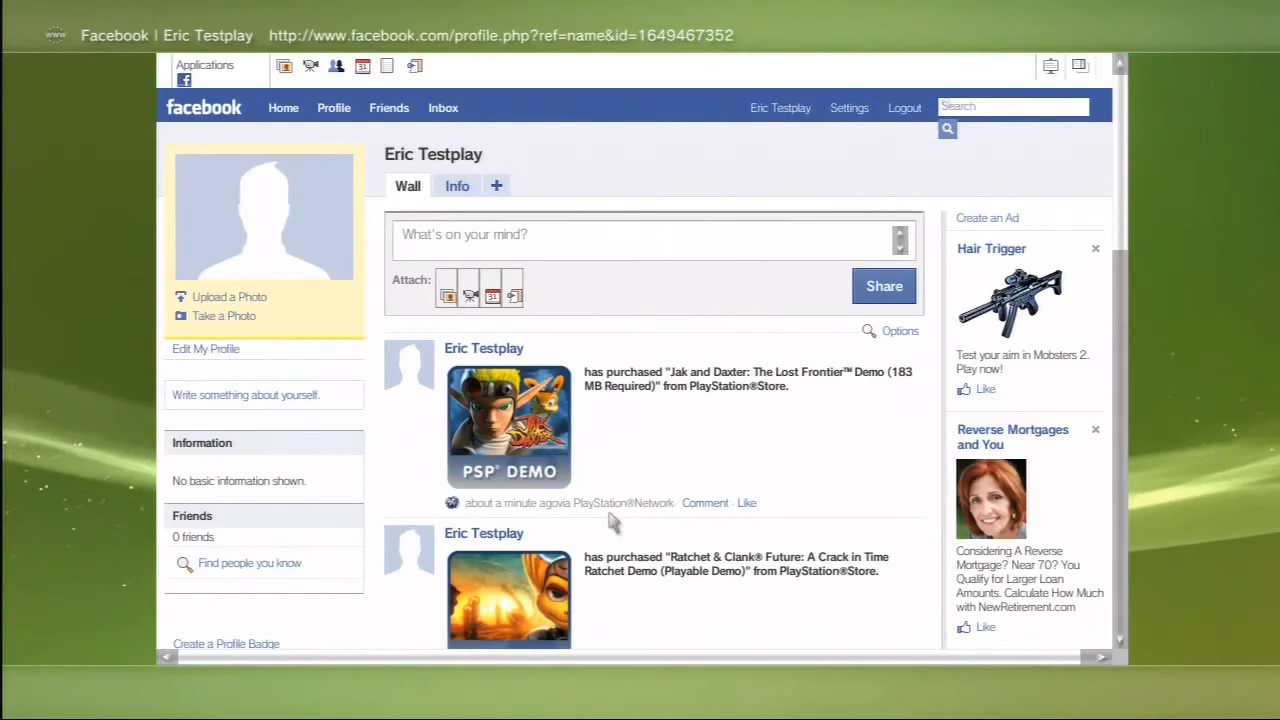 Facebook | Eric Testplay http://www.facebook.com/profile.php?ref=name&id=1649467352
Applications
facebook Home Profile Friends Inbox Eric Testplay Settings Logout Search
Eric Testplay
Wall Info +
What's on your mind?
Attach:
31
Share
Options
Upload a Photo
Take a Photo
Edit My Profile
Write something about yourself.
Information
No basic information shown.
Friends
0 friends
Find people you know
Create a Profile Badge
Eric Testplay
has purchased "Jak and Daxter: The Lost Frontier™ Demo (183
MB Required)" from PlayStation®Store.
JAK
DAXTER
PSP® DEMO
about a minute agovia PlayStation®Network · Comment · Like
Eric Testplay
has purchased "Ratchet & Clank® Future: A Crack in Time
Ratchet Demo (Playable Demo)" from PlayStation®Store.
Create an Ad
Hair Trigger
Test your aim in Mobsters 2.
Play now!
Like
Reverse Mortgages
and You
Considering A Reverse
Mortgage? Near 70? You
Qualify for Larger Loan
Amounts. Calculate How Much
with NewRetirement.com
Like